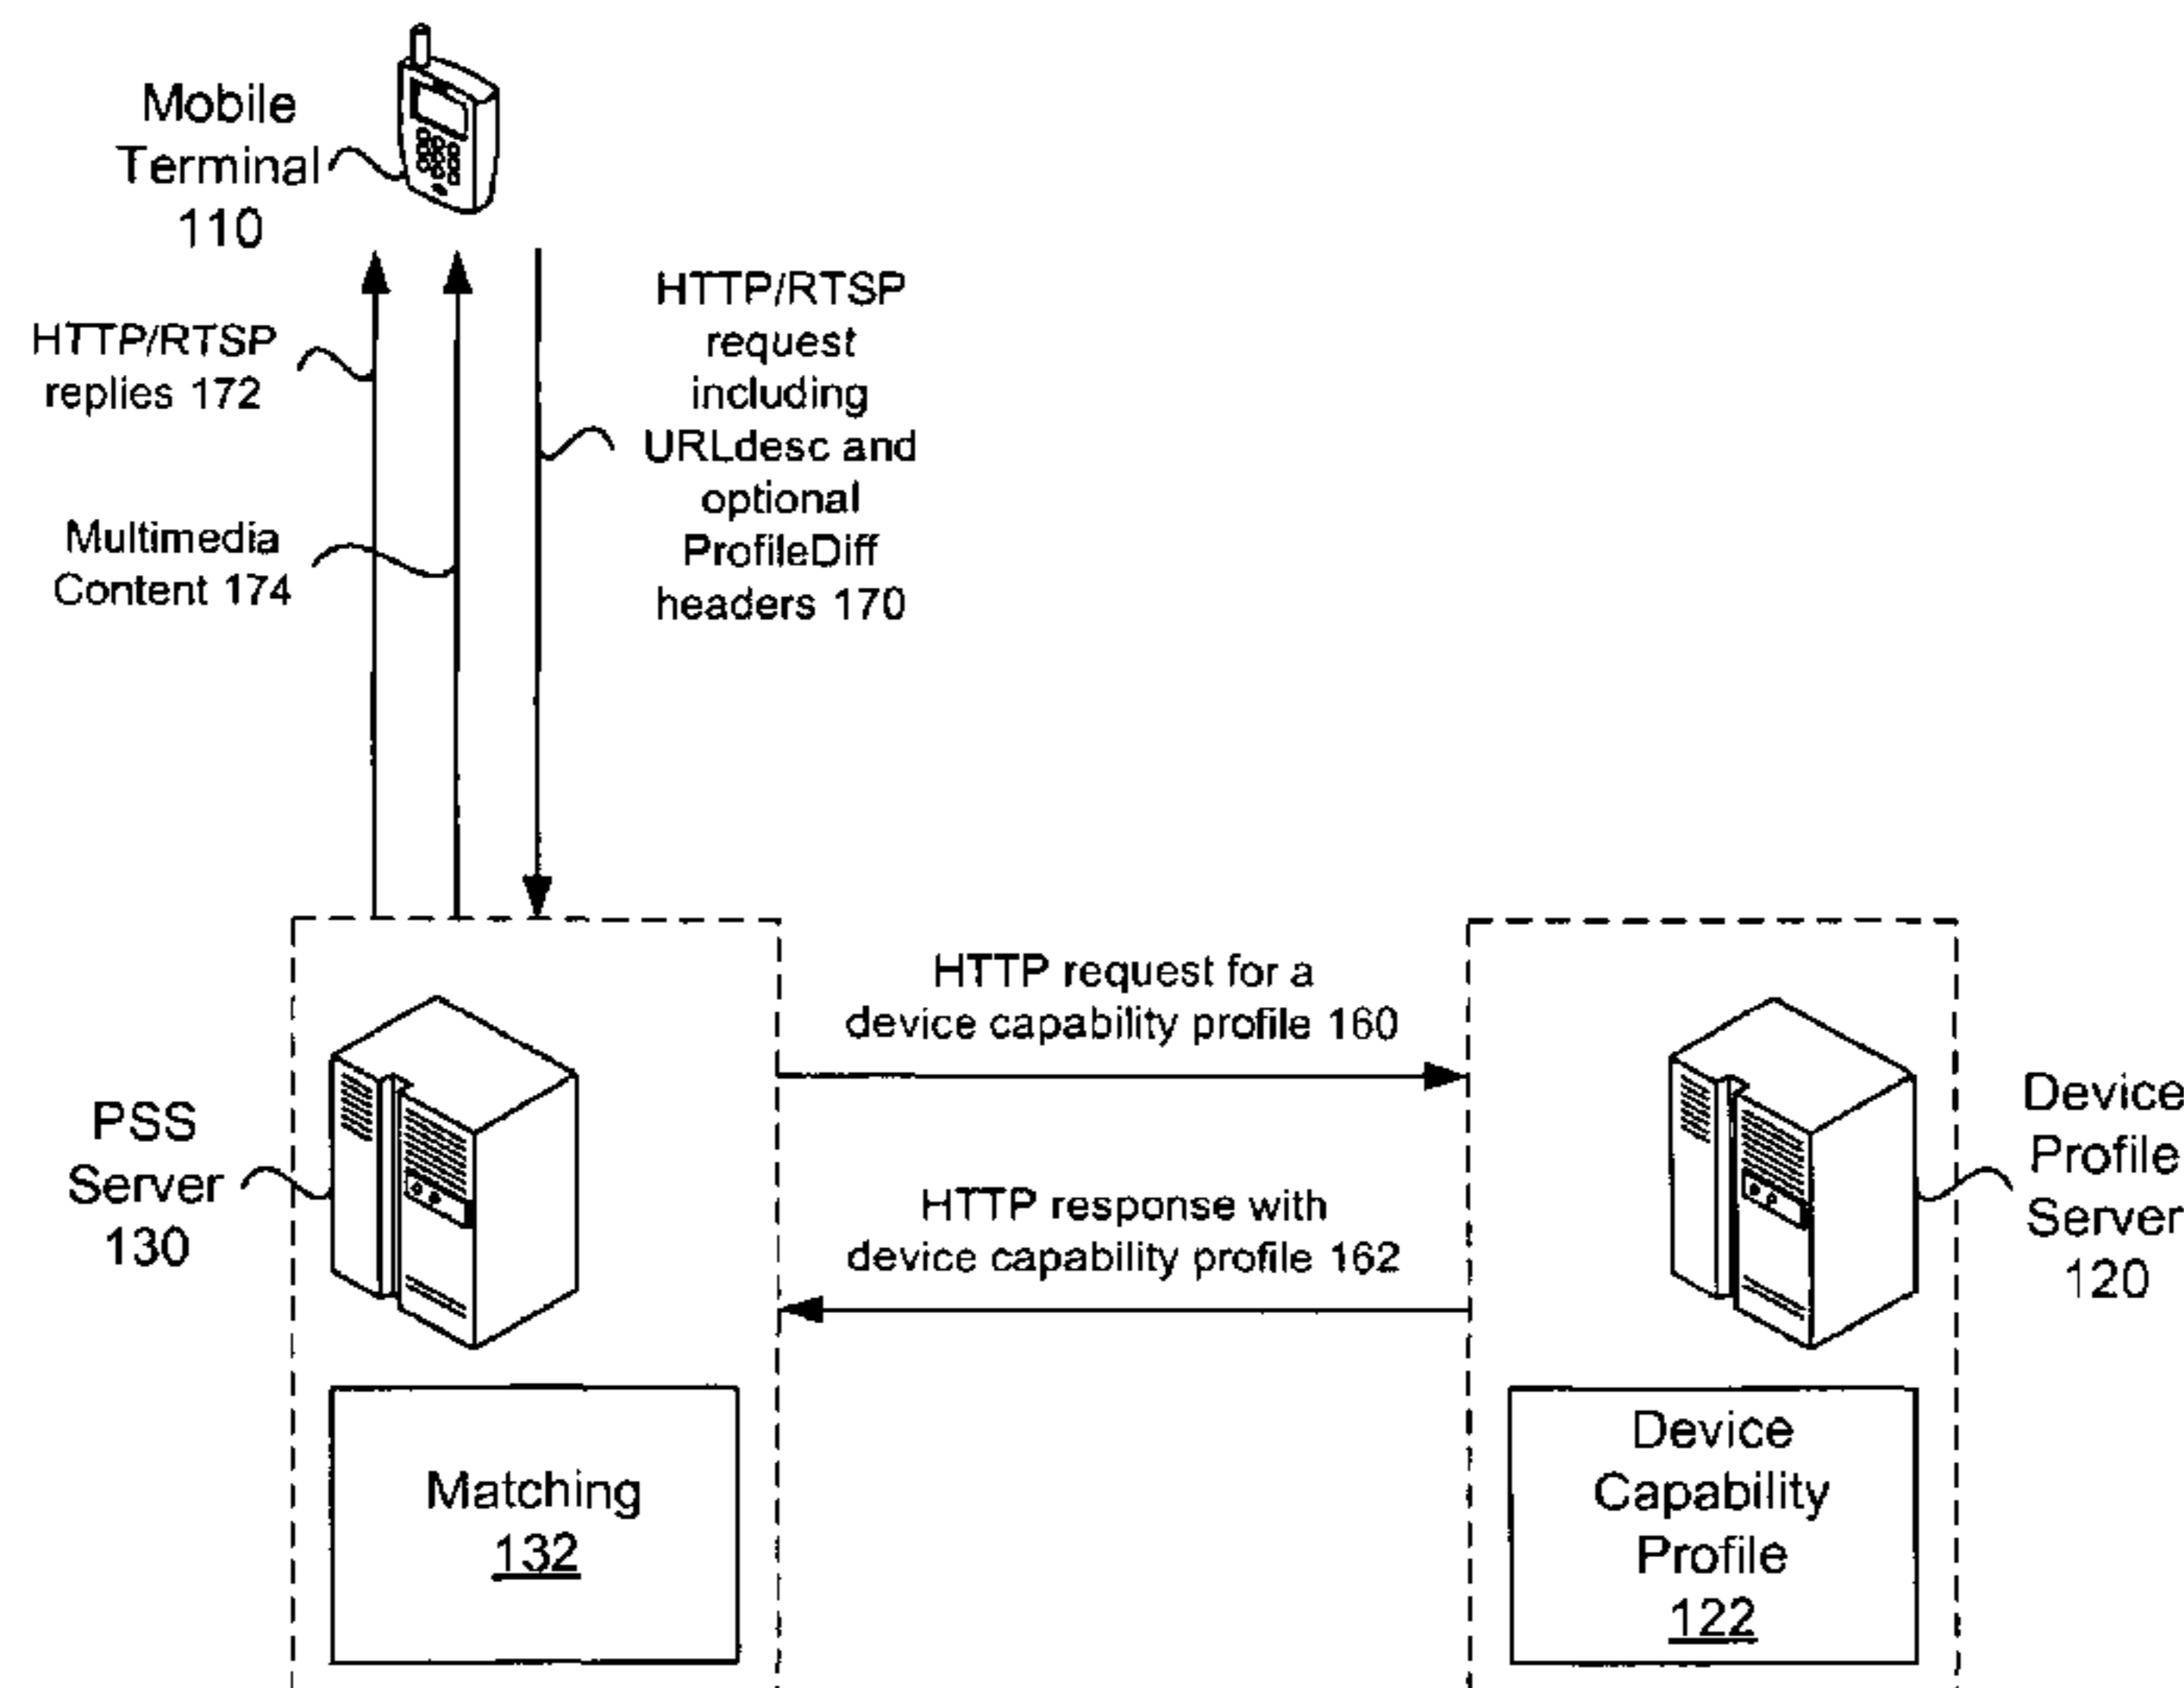 Mobile
Terminal
110
HTTP/RTSP
replies 172
Multimedia
Content 174
HTTP/RTSP
request
including
URLdesc and
optional
ProfileDiff
headers 170
HTTP request for a
device capability profile 160
HTTP response with
device capability profile 162
PSS
Server
130
Device
Profile
Server
120
Matching
132
Device
Capability
Profile
122